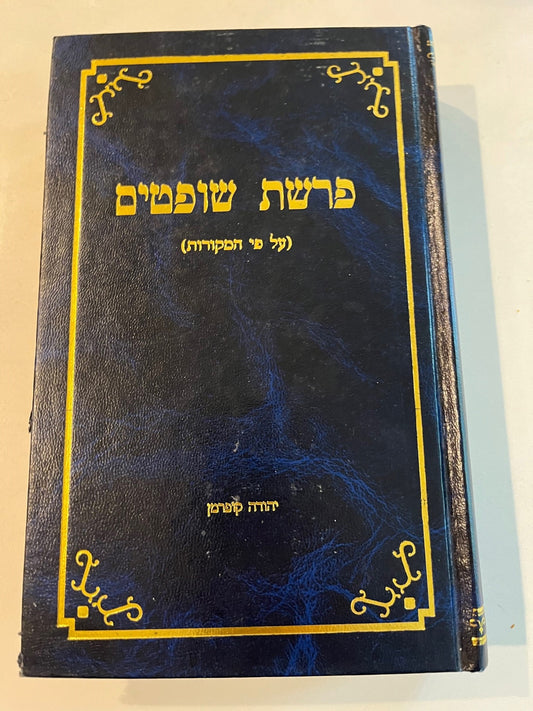 פרשת שופטים
(על פי המקורות)
יהודה קופרמן